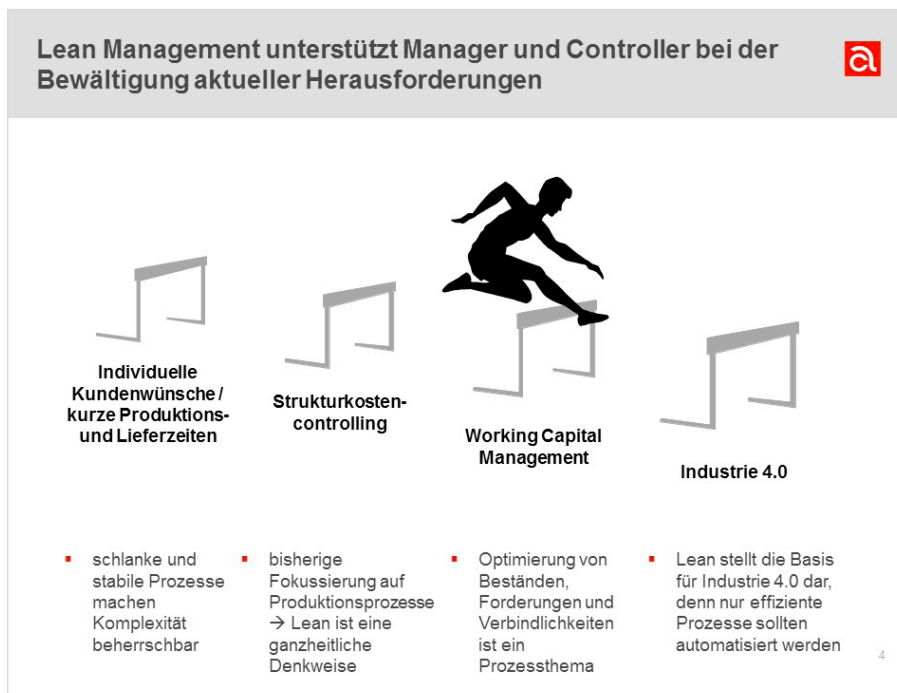 Lean Management unterstützt Manager und Controller bei der
Bewältigung aktueller Herausforderungen
Individuelle
Kundenwünsche /
kurze Produktions-
und Lieferzeiten
Strukturkosten-
controlling
Working Capital
Management
Industrie 4.0
▪ schlanke und
stabile Prozesse
machen
Komplexität
beherrschbar
▪ bisherige
Fokussierung auf
Produktionsprozesse
→ Lean ist eine
ganzheitliche
Denkweise
▪ Optimierung von
Beständen,
Forderungen und
Verbindlichkeiten
ist ein
Prozessthema
▪ Lean stellt die Basis
für Industrie 4.0 dar,
denn nur effiziente
Prozesse sollten
automatisiert werden
4